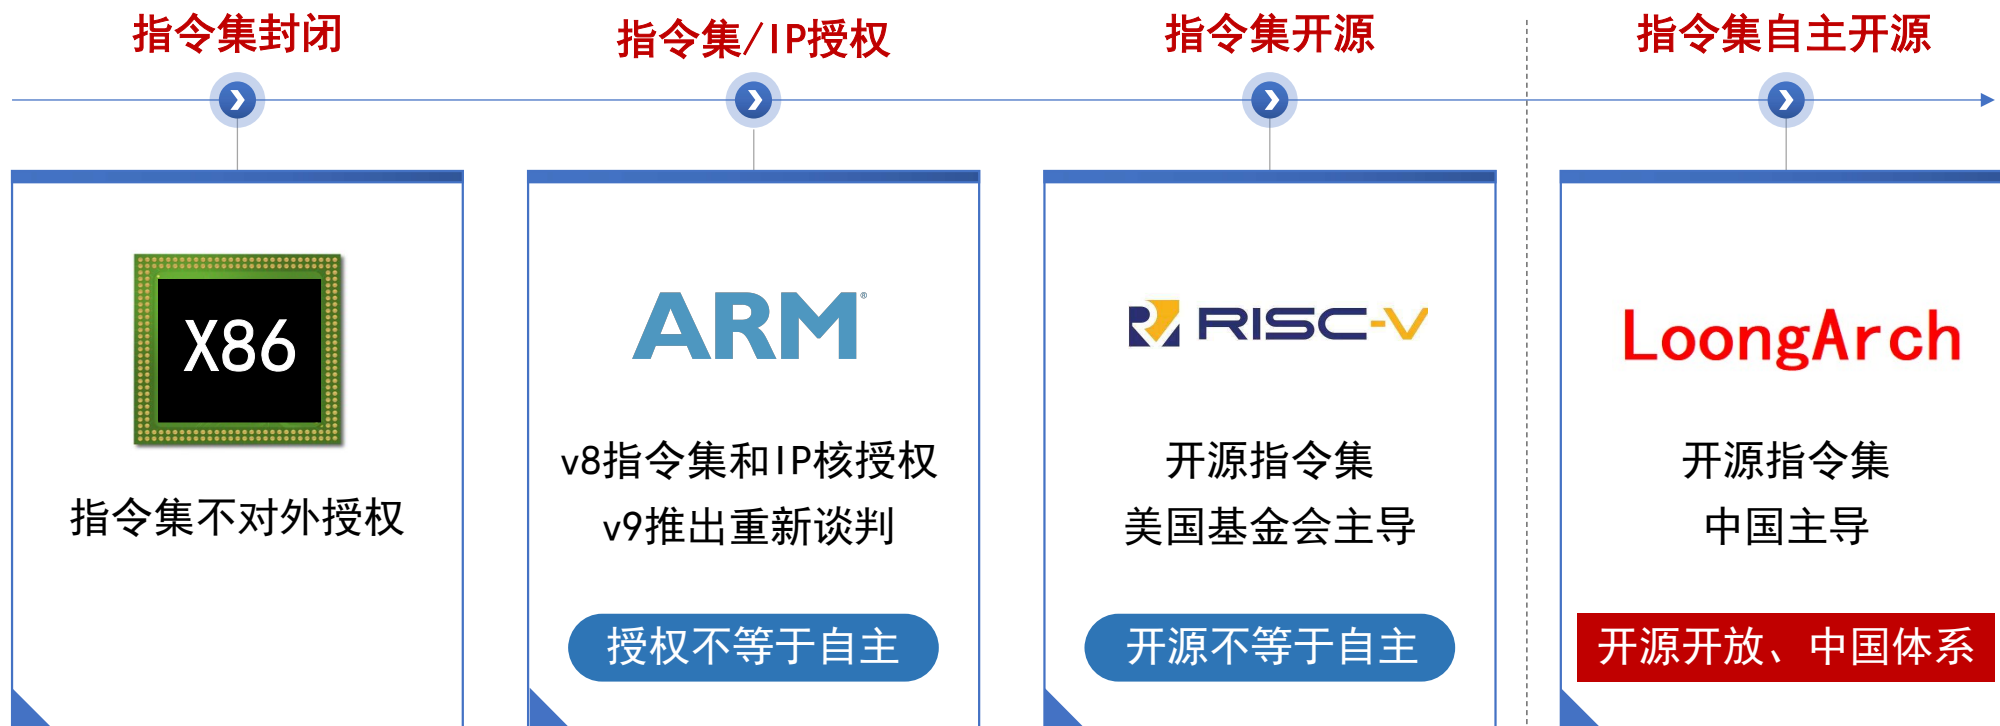 指令集封闭
指令集/IP授权
指令集开源
指令集自主开源
X86
指令集不对外授权
ARM®
v8指令集和IP核授权
v9推出重新谈判
授权不等于自主
RISC-V
开源指令集
美国基金会主导
开源不等于自主
LoongArch
开源指令集
中国主导
开源开放、中国体系